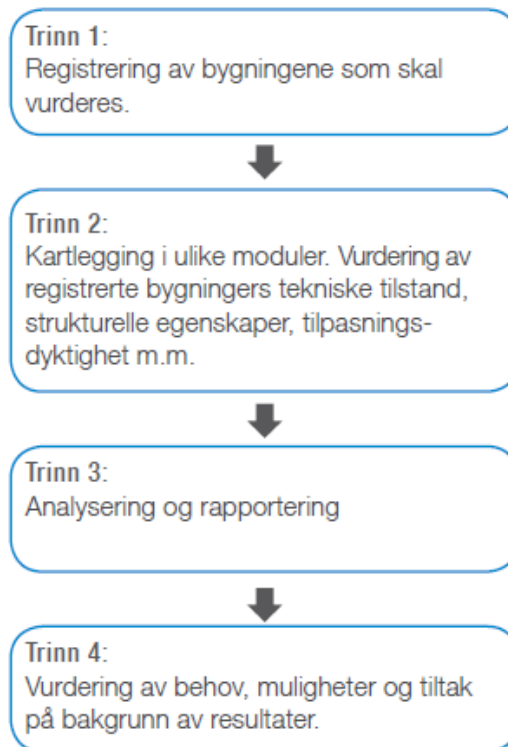 Trinn 1:
Registrering av bygningene som skal
vurderes.
Trinn 2:
Kartlegging i ulike moduler. Vurdering av
registrerte bygningers tekniske tilstand,
strukturelle egenskaper, tilpasnings-
dyktighet m.m.
Trinn 3:
Analysering og rapportering
Trinn 4:
Vurdering av behov, muligheter og tiltak
på bakgrunn av resultater.